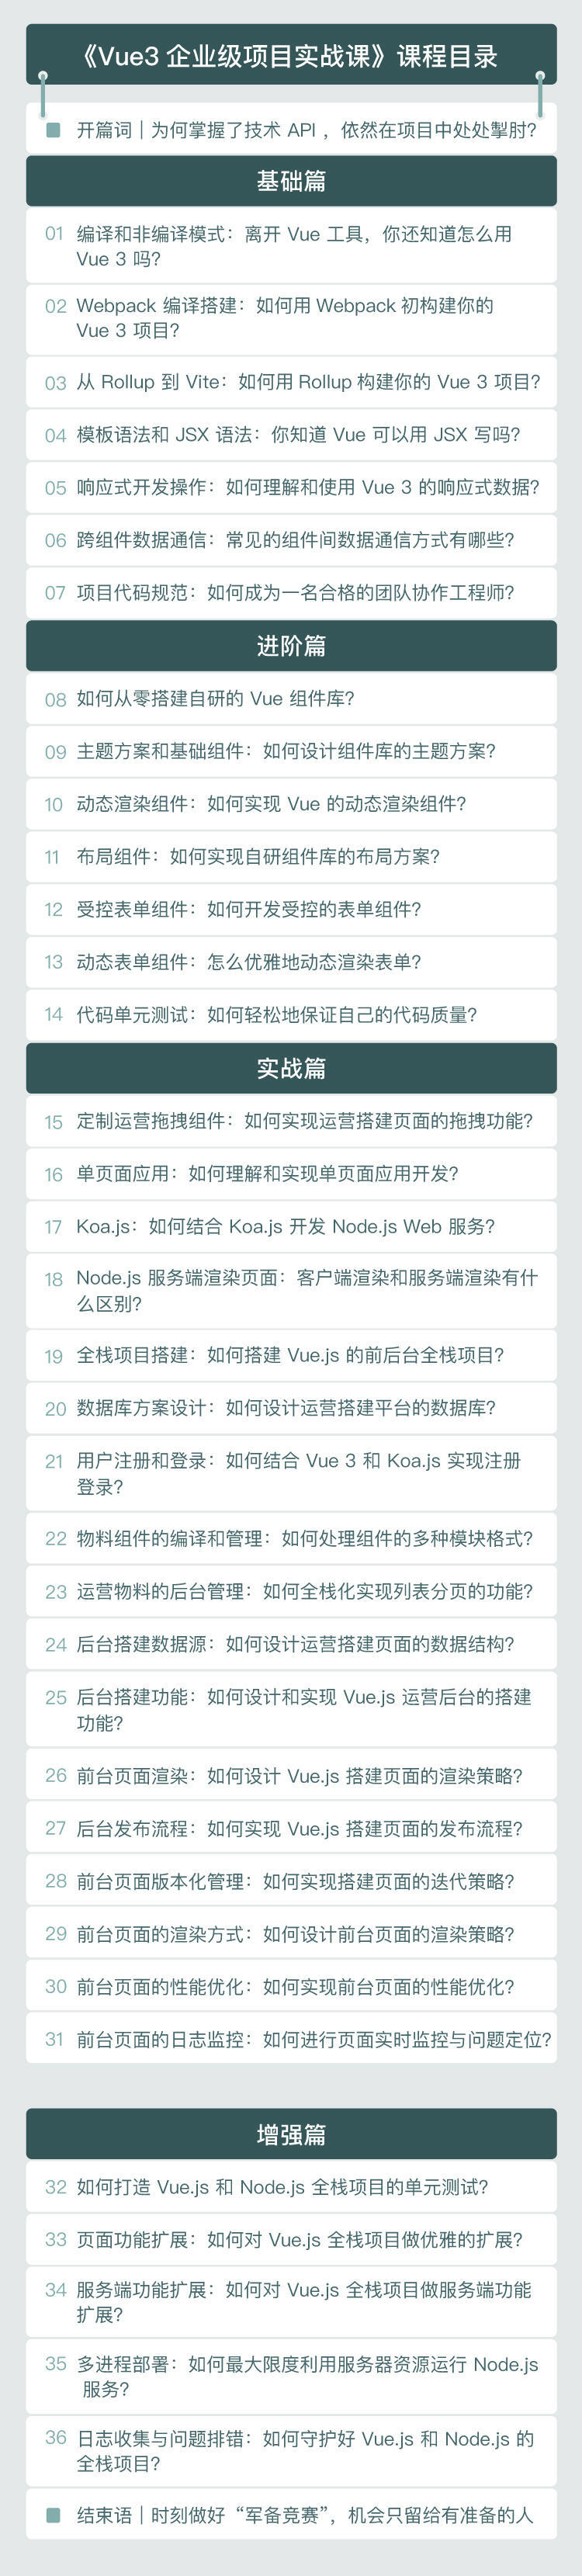 《Vue3 企业级项目实战课》课程目录
开篇词｜为何掌握了技术 API ，依然在项目中处处掣肘？
基础篇
01 编译和非编译模式：离开 Vue 工具，你还知道怎么用
Vue 3 吗？
02 Webpack 编译搭建：如何用 Webpack 初构建你的
Vue 3 项目？
03 从 Rollup 到 Vite：如何用 Rollup 构建你的 Vue 3 项目？
04 模板语法和 JSX 语法：你知道 Vue 可以用 JSX 写吗？
05 响应式开发操作：如何理解和使用 Vue 3 的响应式数据？
06 跨组件数据通信：常见的组件间数据通信方式有哪些？
07 项目代码规范：如何成为一名合格的团队协作工程师？
进阶篇
08 如何从零搭建自研的 Vue 组件库？
09 主题方案和基础组件：如何设计组件库的主题方案？
10 动态渲染组件：如何实现 Vue 的动态渲染组件？
11 布局组件：如何实现自研组件库的布局方案？
12 受控表单组件：如何开发受控的表单组件？
13 动态表单组件：怎么优雅地动态渲染表单？
14 代码单元测试：如何轻松地保证自己的代码质量？
实战篇
15 定制运营拖拽组件：如何实现运营搭建页面的拖拽功能？
16 单页面应用：如何理解和实现单页面应用开发？
17 Koa.js：如何结合 Koa.js 开发 Node.js Web 服务？
18 Node.js 服务端渲染页面：客户端渲染和服务端渲染有什
么区别？
19 全栈项目搭建：如何搭建 Vue.js 的前后台全栈项目？
20 数据库方案设计：如何设计运营搭建平台的数据库？
21 用户注册和登录：如何结合 Vue 3 和 Koa.js 实现注册
登录？
22 物料组件的编译和管理：如何处理组件的多种模块格式？
23 运营物料的后台管理：如何全栈化实现列表分页的功能？
24 后台搭建数据源：如何设计运营搭建页面的数据结构？
25 后台搭建功能：如何设计和实现 Vue.js 运营后台的搭建
功能？
26 前台页面渲染：如何设计 Vue.js 搭建页面的渲染策略？
27 后台发布流程：如何实现 Vue.js 搭建页面的发布流程？
28 前台页面版本化管理：如何实现搭建页面的迭代策略？
29 前台页面的渲染方式：如何设计前台页面的渲染策略？
30 前台页面的性能优化：如何实现前台页面的性能优化？
31 前台页面的日志监控：如何进行页面实时监控与问题定位？
增强篇
32 如何打造 Vue.js 和 Node.js 全栈项目的单元测试？
33 页面功能扩展：如何对 Vue.js 全栈项目做优雅的扩展？
34 服务端功能扩展：如何对 Vue.js 全栈项目做服务端功能
扩展？
35 多进程部署：如何最大限度利用服务器资源运行 Node.js
服务？
36 日志收集与问题排错：如何守护好 Vue.js 和 Node.js 的
全栈项目？
结束语｜时刻做好“军备竞赛”，机会只留给有准备的人